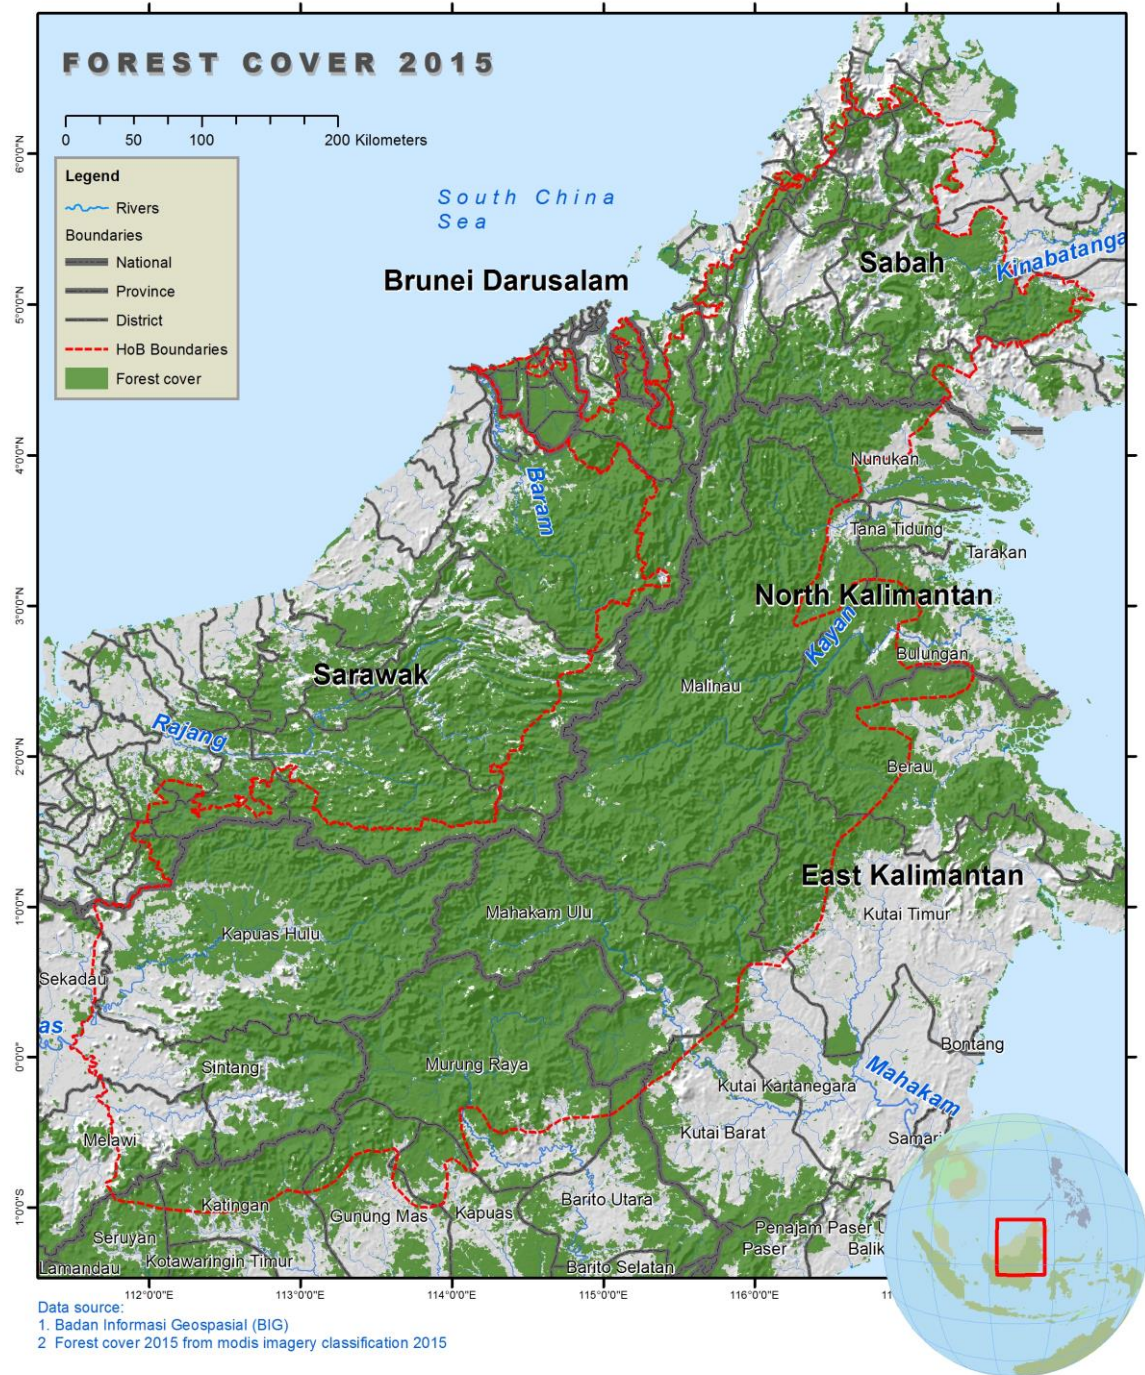 FOREST COVER 2015
0 50 100 200 Kilometers
Legend
Rivers
Boundaries
National
Province
District
HoB Boundaries
Forest cover
South China
Sea
Brunei Darusalam
Sabah
Kinabatanga
Baram
Nunukan
Tana Tidung
Tarakan
North Kalimantan
Kayan
Bulungan
Sarawak
Malinau
Rajang
Berau
East Kalimantan
Mahakam Ulu
Kutai Timur
Kapuas Hulu
Sekadau
as
Bontang
Sintang
Murung Raya
Kutai Kartanegara
Mahakam
Melawi
Kutai Barat
Samari
Katingan
Gunung Mas
Kapuas
Barito Utara
Seruyan
Penajam Paser U
Lamandau
Kotawaringin Timur
Barito Selatan
Paser
Balik
6°0'0"N
5°0'0"N
4°0'0"N
3°0'0"N
2°0'0"N
1°0'0"N
0°0'0"
1°0'0"S
112°0'0"E 113°0'0"E 114°0'0"E 115°0'0"E 116°0'0"E 11
Data source:
1. Badan Informasi Geospasial (BIG)
2 Forest cover 2015 from modis imagery classification 2015